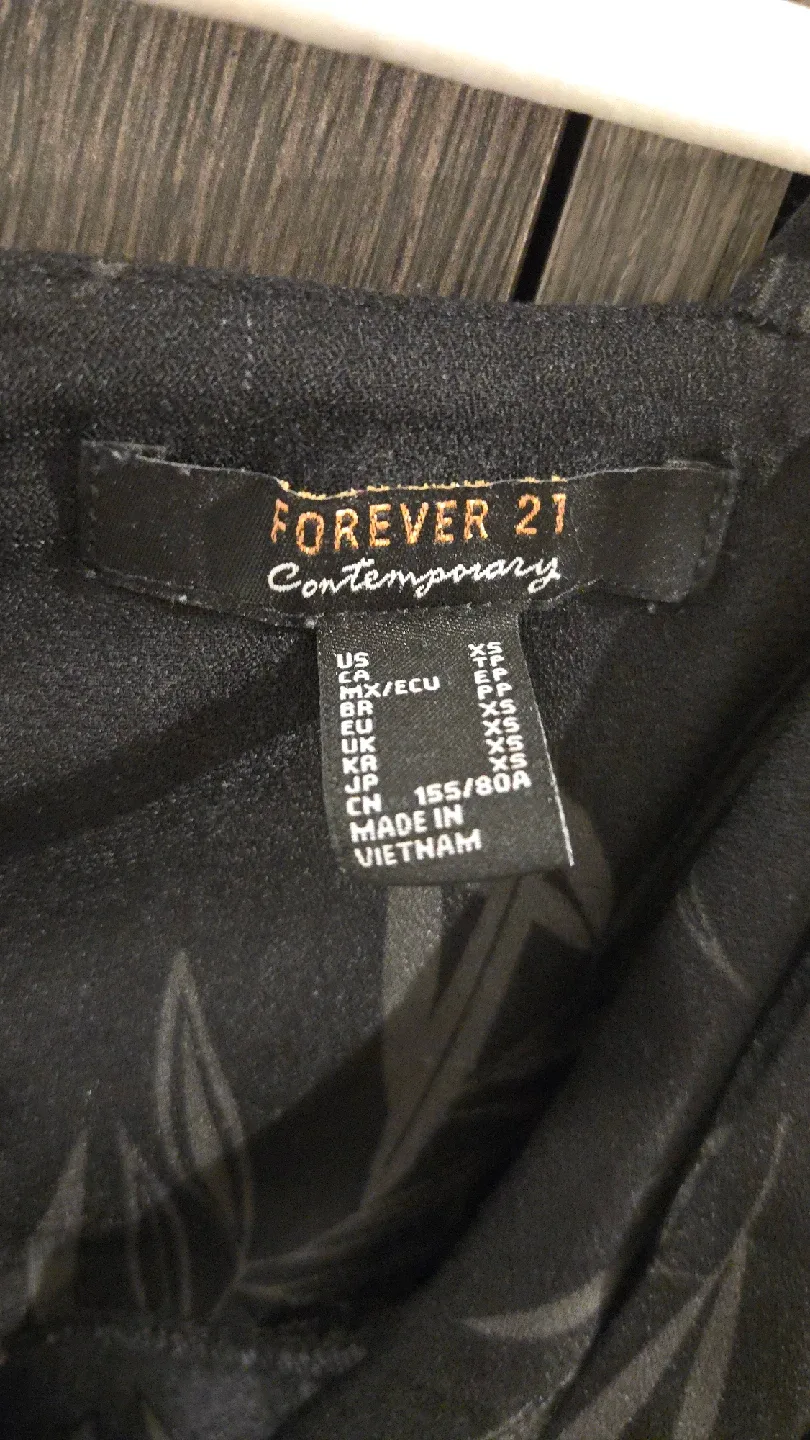 FOREVER 21
Contemporary
US XS
CA TP
MX/ECU EP
BR PP
EU XS
UK XS
KR XS
JP XS
CN 155/80A
MADE IN
VIETNAM